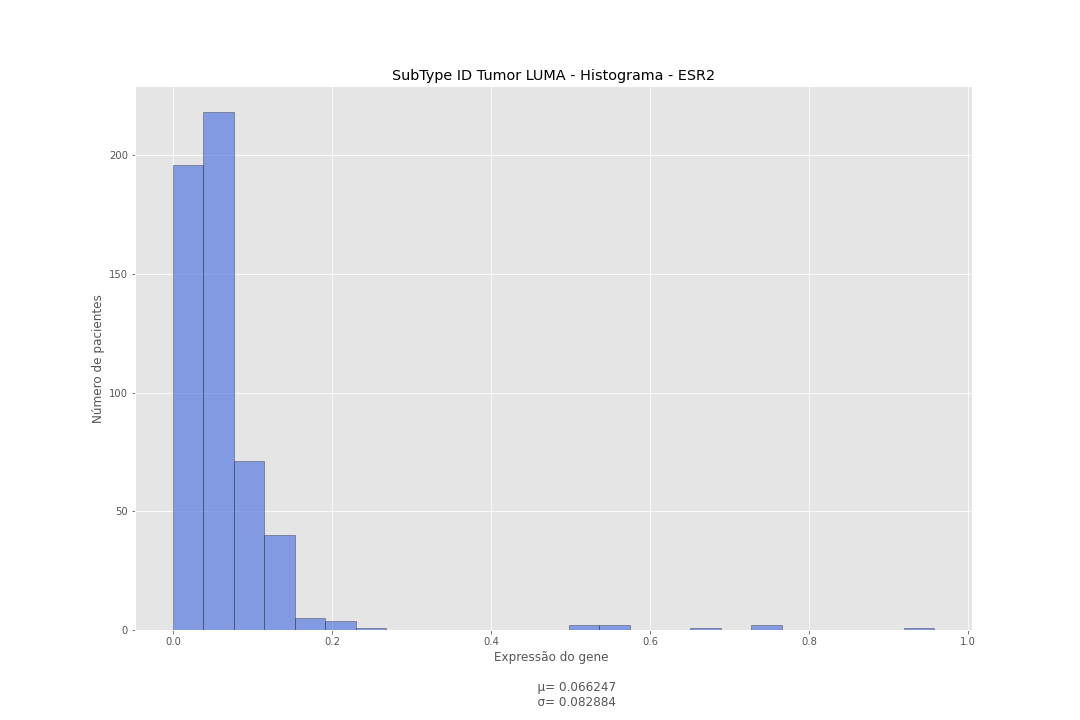 SubType ID Tumor LUMA - Histograma - ESR2
200
150
100
50
0
Número de pacientes
0.0 0.2 0.4 0.6 0.8 1.0
Expressão do gene
μ= 0.066247
σ= 0.082884